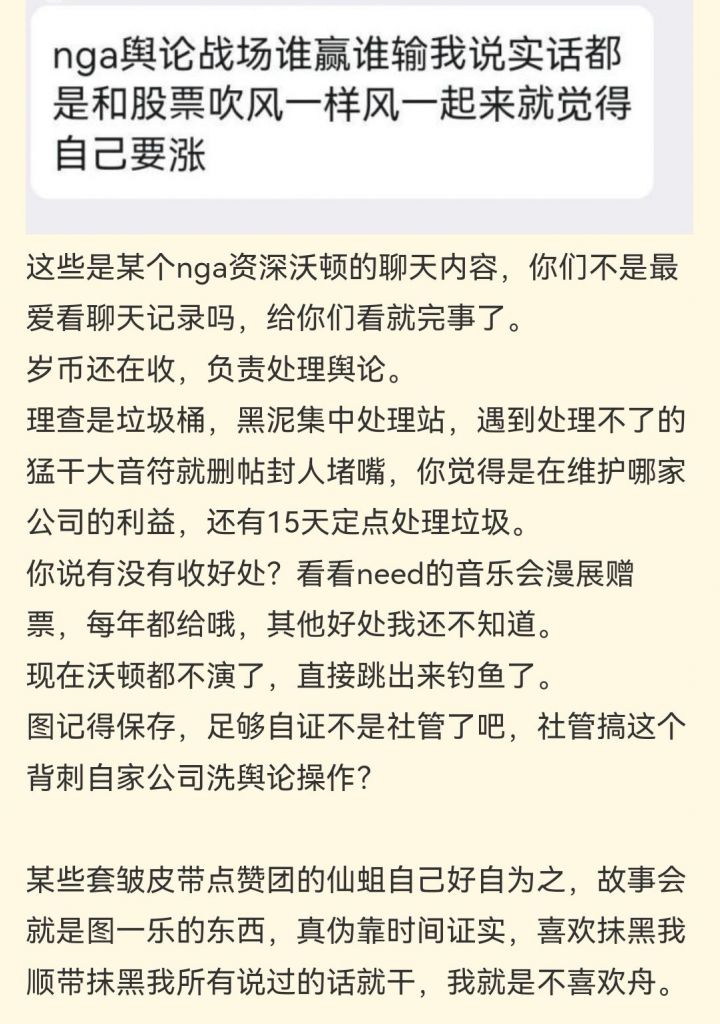 nga舆论战场谁赢谁输我说实话都
是和股票吹风一样风一起来就觉得
自己要涨
这些是某个nga资深沃顿的聊天内容，你们不是最
爱看聊天记录吗，给你们看就完事了。
岁币还在收，负责处理舆论。
理查是垃圾桶，黑泥集中处理站，遇到处理不了的
猛干大音符就删帖封人堵嘴，你觉得是在维护哪家
公司的利益，还有15天定点处理垃圾。
你说有没有收好处？看看need的音乐会漫展赠
票，每年都给哦，其他好处我还不知道。
现在沃顿都不演了，直接跳出来钓鱼了。
图记得保存，足够自证不是社管了吧，社管搞这个
背刺自家公司洗舆论操作？
某些套皱皮带点赞团的仙蛆自己好自为之，故事会
就是图一乐的东西，真伪靠时间证实，喜欢抹黑我
顺带抹黑我所有说过的话就干，我就是不喜欢舟。